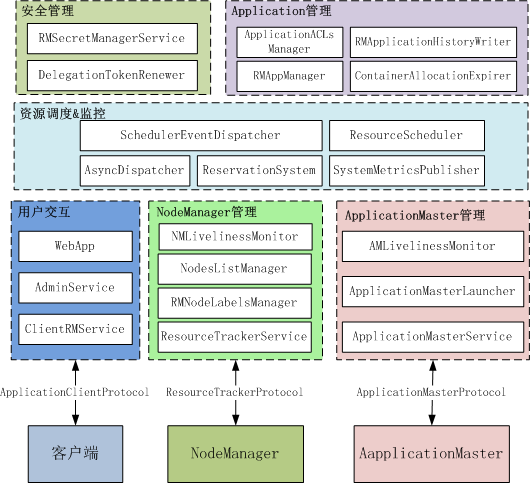 安全管理
RMSecretManagerService
DelegationTokenRenewer
Application管理
ApplicationACLs
Manager
RMApplicationHistoryWriter
RMAppManager
ContainerAllocationExpirer
资源调度&监控
SchedulerEventDispatcher
ResourceScheduler
AsyncDispatcher
ReservationSystem
SystemMetricsPublisher
用户交互
WebApp
AdminService
ClientRMService
NodeManager管理
NMLivelinessMonitor
NodesListManager
RMNodeLabelsManager
ResourceTrackerService
ApplicationMaster管理
AMLivelinessMonitor
ApplicationMasterLauncher
ApplicationMasterService
ApplicationClientProtocol
ResourceTrackerProtocol
ApplicationMasterProtocol
客户端
NodeManager
AapplicationMaster